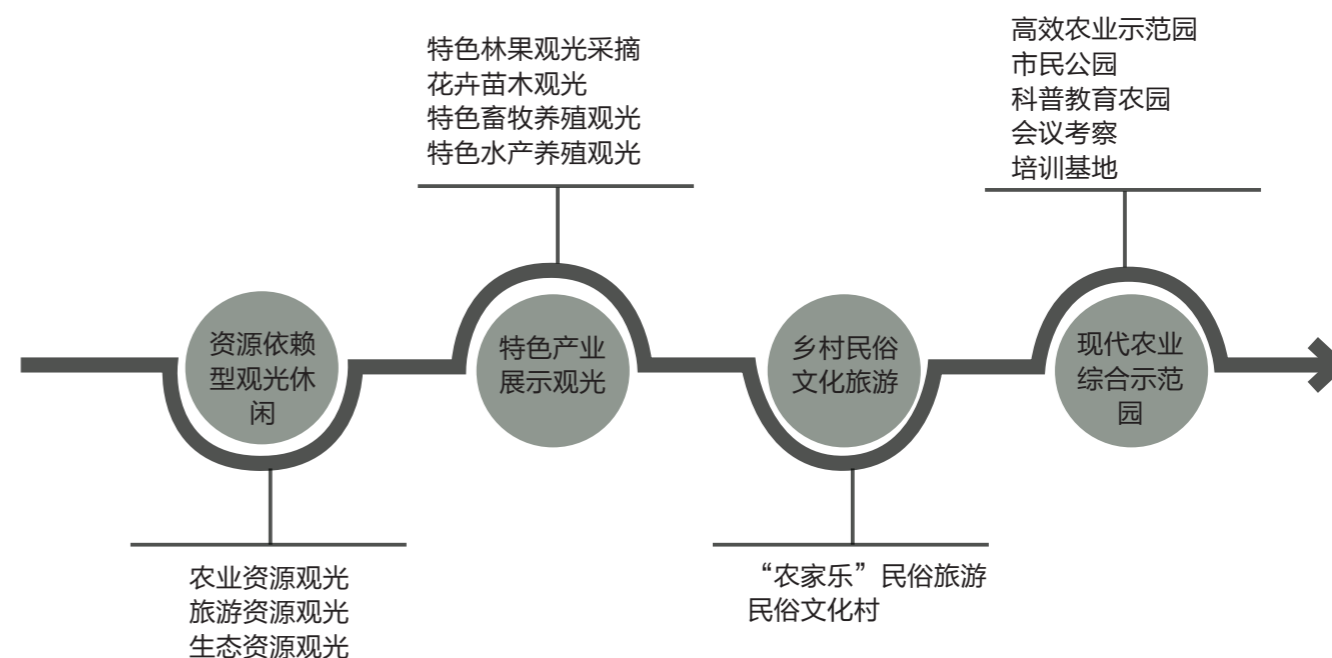 特色林果观光采摘
花卉苗木观光
特色畜牧养殖观光
特色水产养殖观光
高效农业示范园
市民公园
科普教育农园
会议考察
培训基地
资源依赖
型观光休
闲
特色产业
展示观光
乡村民俗
文化旅游
现代农业
综合示范
园
农业资源观光
旅游资源观光
生态资源观光
“农家乐”民俗旅游
民俗文化村